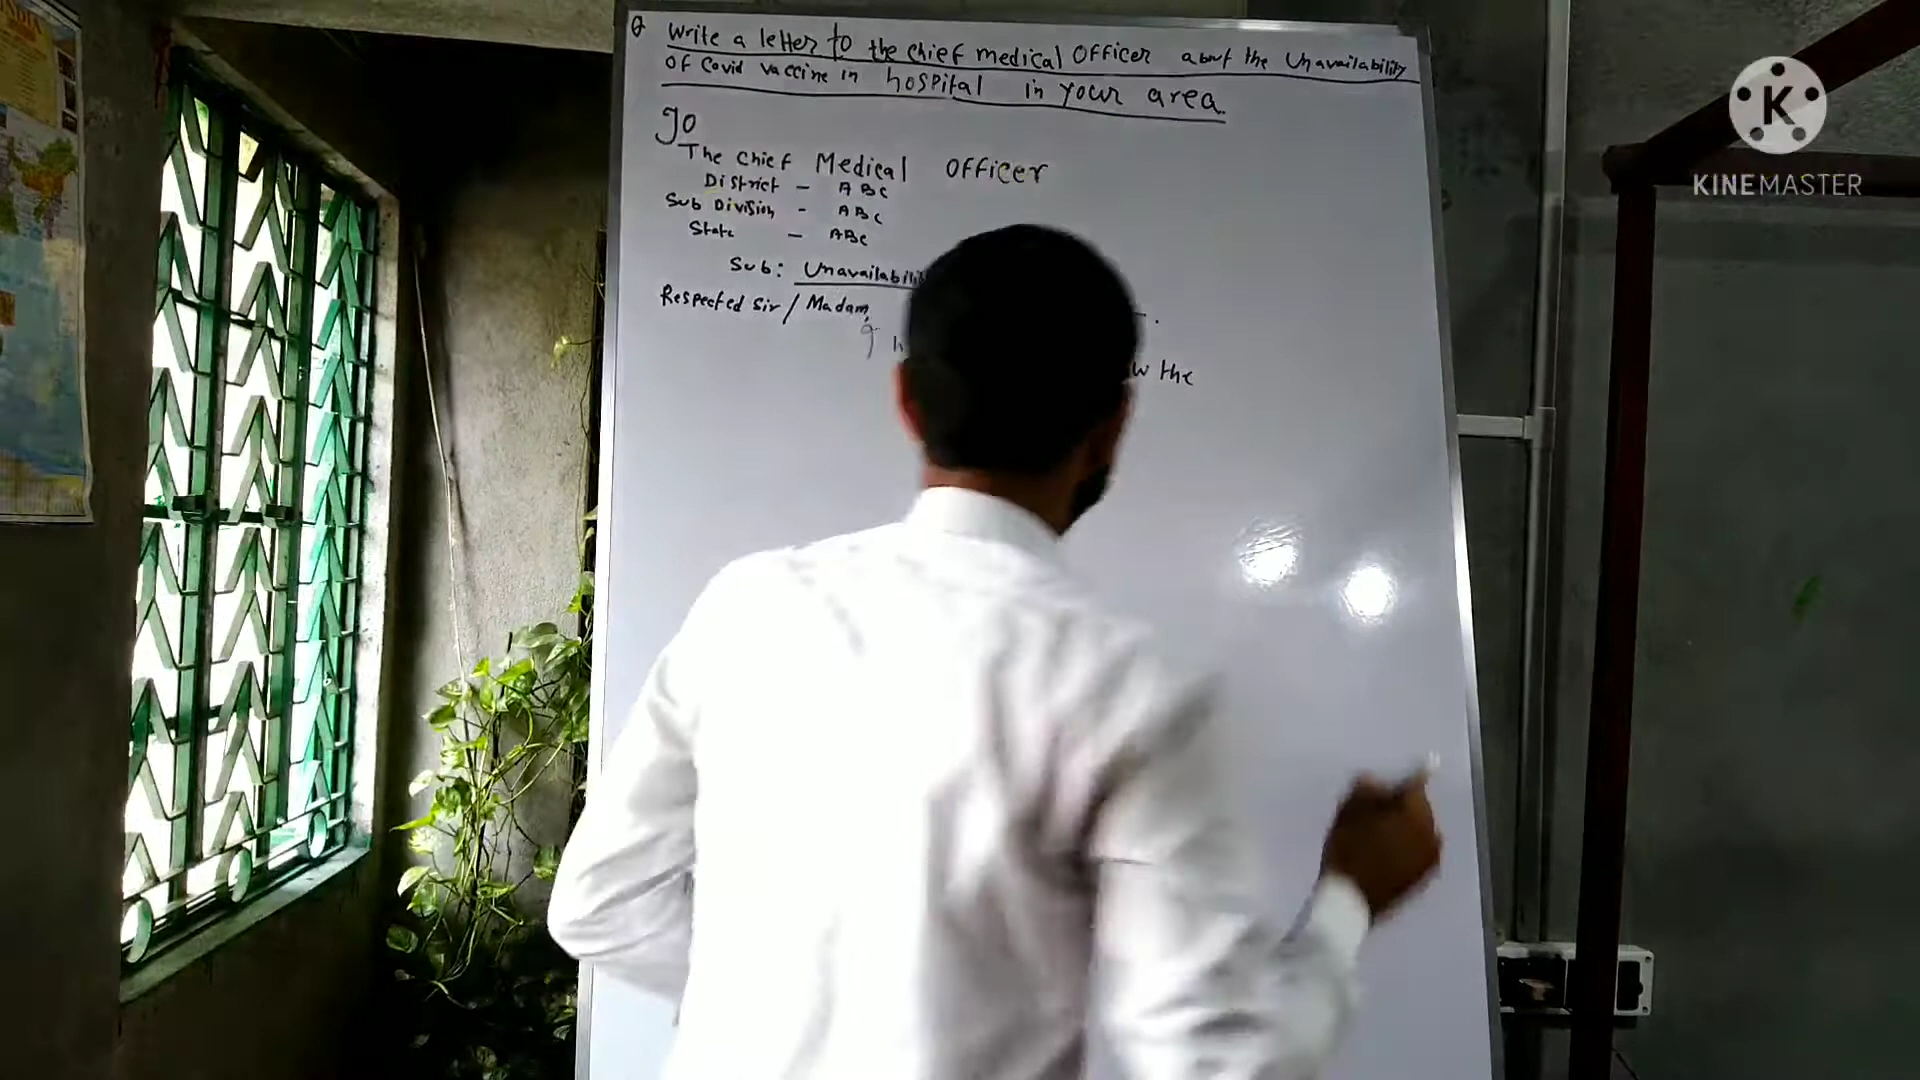 Q Write a letter to the chief medical officer about the Unavailability
of Covid vaccine in hospital in your area.
To
The Chief Medical Officer
District - ABC
Sub Division - ABC
State - ABC
Sub: Unavailabili
Respected Sir / Madam,
w the
KINEMASTER
INDIA